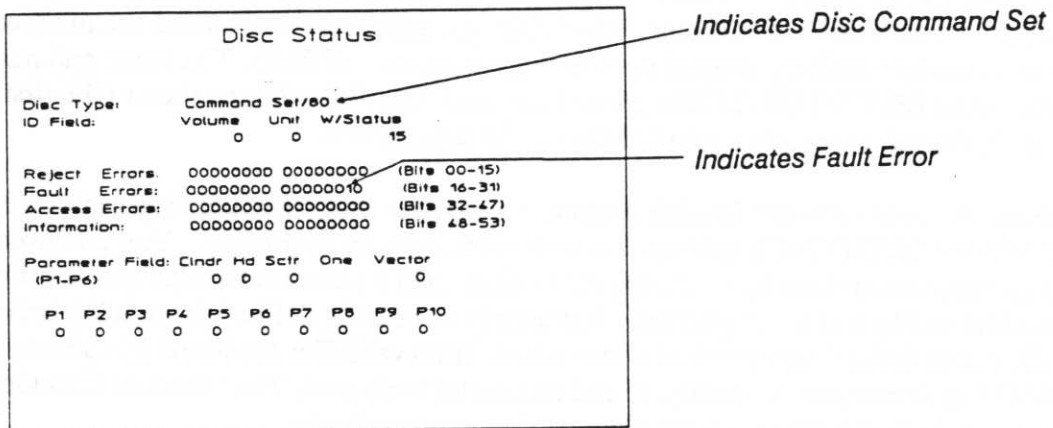 Disc Status
Indicates Disc Command Set
Disc Type: Command Set/80
ID Field: Volume Unit W/Status
0 0 15
Indicates Fault Error
Reject Errors. 00000000 00000000 (Bits 00-15)
Fault Errors: 00000000 00000010 (Bits 16-31)
Access Errors: 00000000 00000000 (Bits 32-47)
Information: 00000000 00000000 (Bits 48-53)
Parameter Field: Clndr Hd Sctr One Vector
(P1-P6) 0 0 0 0
P1 P2 P3 P4 P5 P6 P7 P8 P9 P10
0 0 0 0 0 0 0 0 0 0